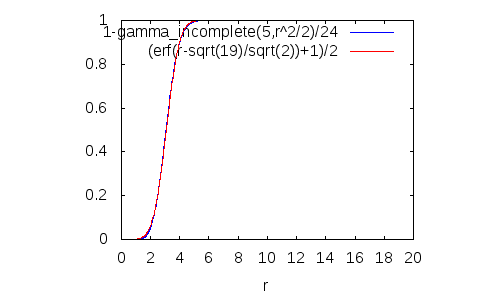 1-gamma_incomplete(5,r^2/2)/24
(erf(r-sqrt(19)/sqrt(2))+1)/2
1
0.8
0.6
0.4
0.2
0
0 2 4 6 8 10 12 14 16 18 20
r